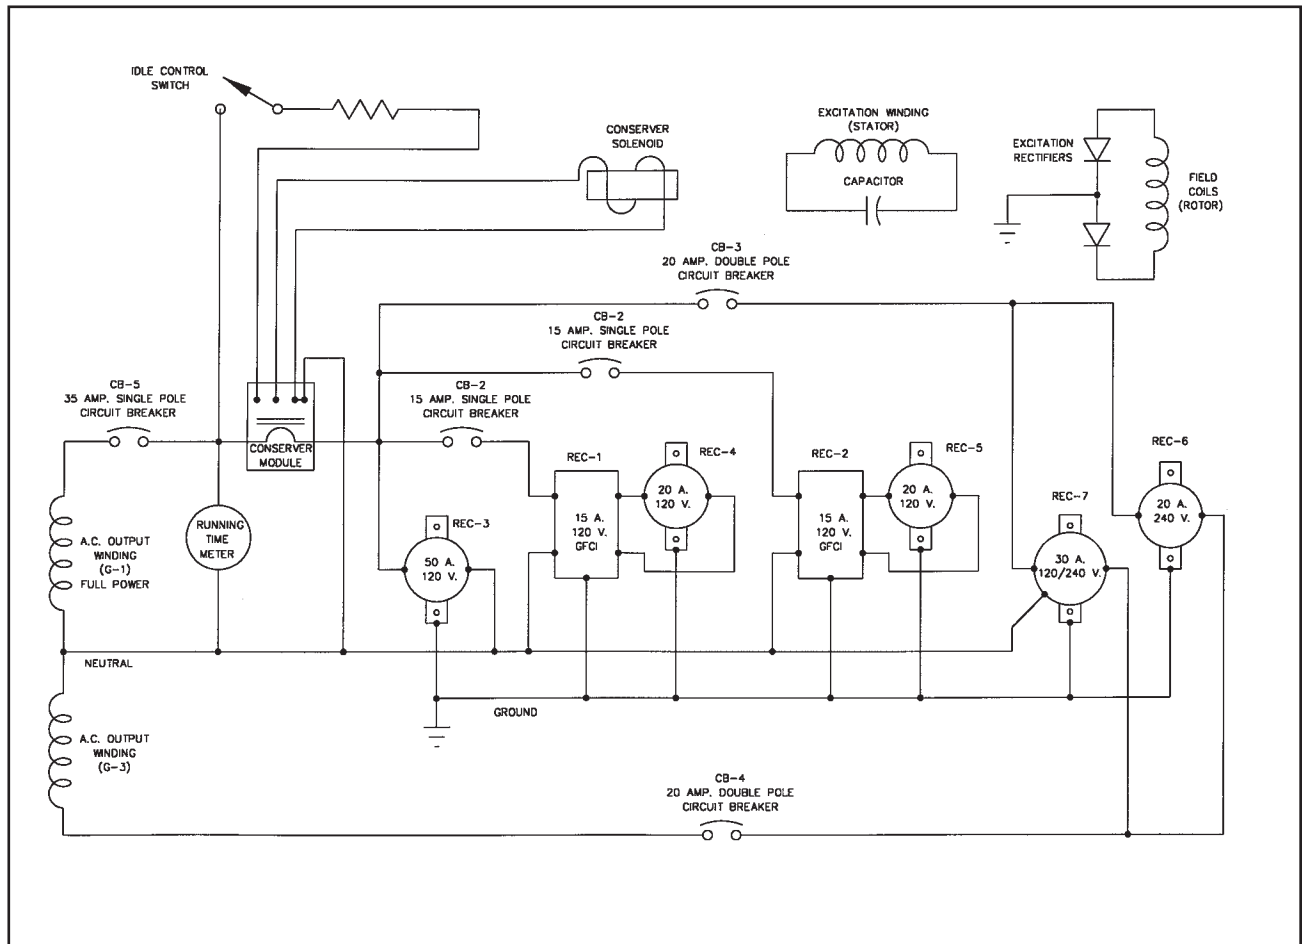 IDLE CONTROL
SWITCH
CONSERVER
SOLENOID
EXCITATION WINDING
(STATOR)
CAPACITOR
EXCITATION
RECTIFIERS
FIELD
COILS
(ROTOR)
CB-3
20 AMP. DOUBLE POLE
CIRCUIT BREAKER
CB-2
15 AMP. SINGLE POLE
CIRCUIT BREAKER
CB-5
35 AMP. SINGLE POLE
CIRCUIT BREAKER
CB-2
15 AMP. SINGLE POLE
CIRCUIT BREAKER
CONSERVER
MODULE
REC-1
REC-4
REC-2
REC-5
REC-6
20 A.
120 V.
20 A.
120 V.
20 A.
240 V.
REC-7
REC-3
15 A.
120 V.
GFCI
15 A.
120 V.
GFCI
RUNNING
TIME
METER
A.C. OUTPUT
WINDING
(G-1)
FULL POWER
50 A.
120 V.
30 A.
120/240 V.
NEUTRAL
GROUND
A.C. OUTPUT
WINDING
(G-3)
CB-4
20 AMP. DOUBLE POLE
CIRCUIT BREAKER